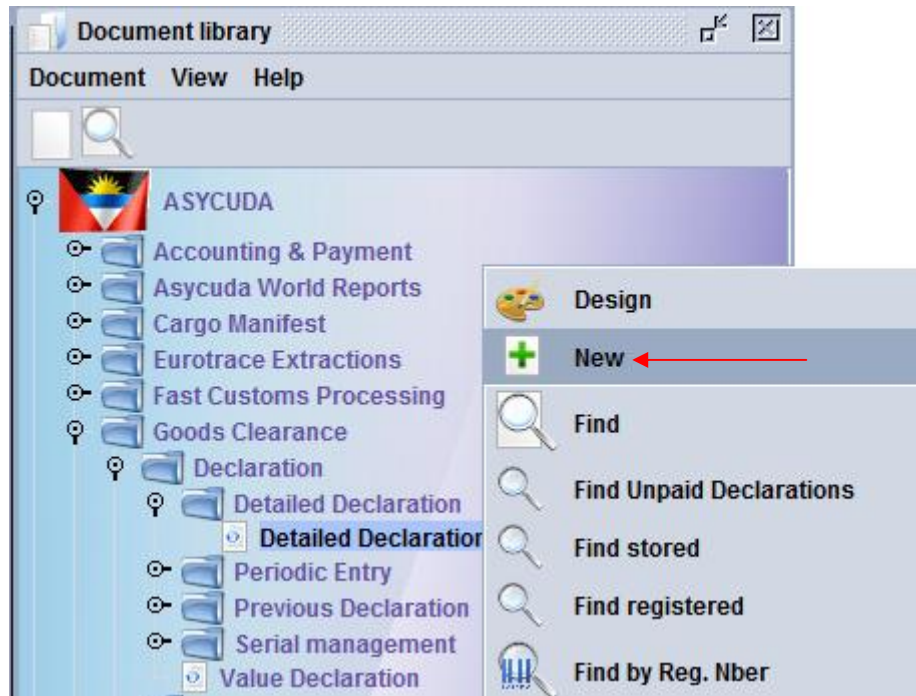 Document library
Document View Help
ASYCUDA
Accounting & Payment
Asycuda World Reports
Cargo Manifest
Eurotrace Extractions
Fast Customs Processing
Goods Clearance
Declaration
Detailed Declaration
Detailed Declaration
Periodic Entry
Previous Declaration
Serial management
Value Declaration
Design
New
Find
Find Unpaid Declarations
Find stored
Find registered
Find by Reg. Nber